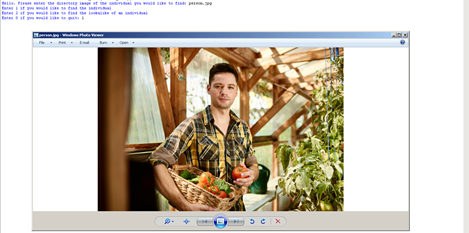 Hello, Please enter the directory image of the individual you would like to find: person.jpg
Enter 1 if you would like to find the individual
Enter 2 if you would like to find the lookalike of an individual
Enter 0 if you would like to quit: 1
person.jpg - Windows Photo Viewer
File Print E-mail Burn Open